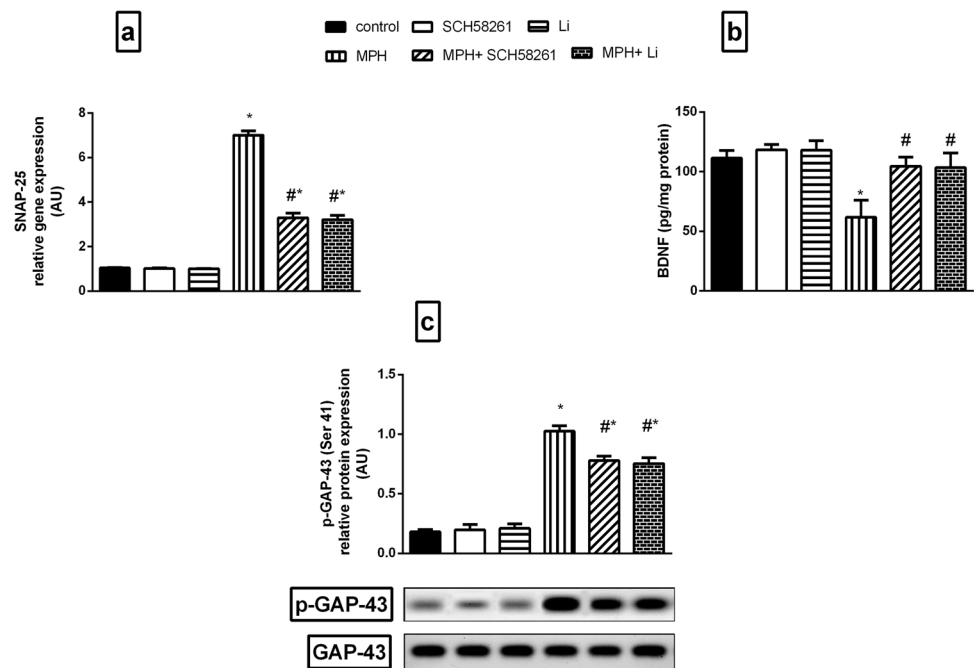 a
control SCH58261 Li
MPH MPH+ SCH58261 MPH+ Li
b
SNAP-25
relative gene expression
(AU)
8
6
4
2
0
*
#*
#*
BDNF (pg/mg protein)
150
100
50
0
*
#
#
c
p-GAP-43 (Ser 41)
relative protein expression
(AU)
1.5
1.0
0.5
0.0
*
#*
#*
p-GAP-43
GAP-43